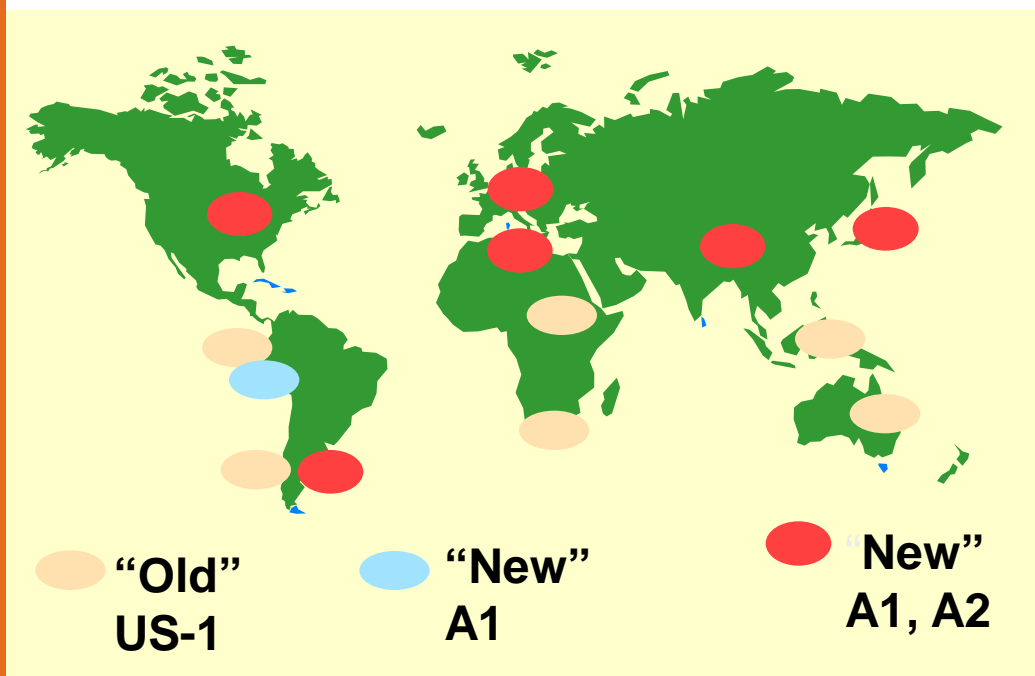 “Old”
US-1
“New”
A1
“New”
A1, A2